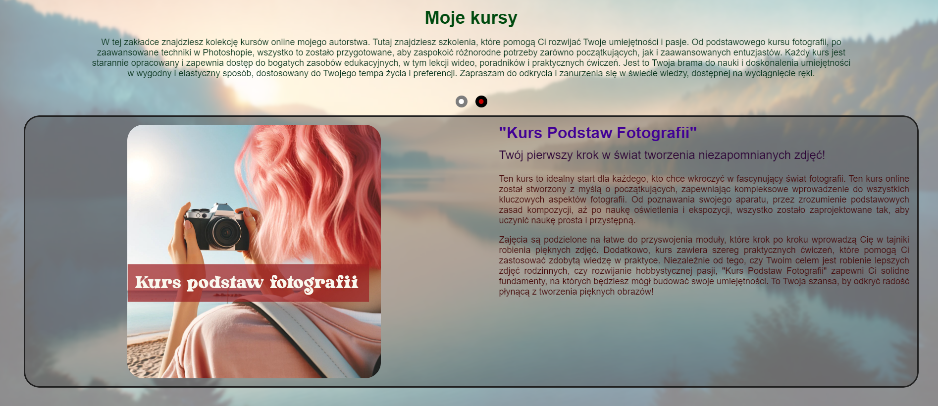 Moje kursy
W tej zakładce znajdziesz kolekcję kursów online mojego autorstwa. Tutaj znajdziesz szkolenia, które pomogą Ci rozwijać Twoje umiejętności i pasje. Od podstawowego kursu fotografii, po
zaawansowane techniki w Photoshopie, wszystko to zostało przygotowane, aby zaspokoić różnorodne potrzeby zarówno początkujących, jak i zaawansowanych entuzjastów. Każdy kurs jest
starannie opracowany i zapewnia dostęp do bogatych zasobów edukacyjnych, w tym lekcji wideo, poradników i praktycznych ćwiczeń. Jest to Twoja brama do nauki i doskonalenia umiejętności
w wygodny i elastyczny sposób, dostosowany do Twojego tempa życia i preferencji. Zapraszam do odkrycia i zanurzenia się w świecie wiedzy, dostępnej na wyciągnięcie ręki.
"Kurs Podstaw Fotografii"
Twój pierwszy krok w świat tworzenia niezapomnianych zdjęć!
Ten kurs to idealny start dla każdego, kto chce wkroczyć w fascynujący świat fotografii. Ten kurs online
został stworzony z myślą o początkujących, zapewniając kompleksowe wprowadzenie do wszystkich
kluczowych aspektów fotografii. Od poznawania swojego aparatu, przez zrozumienie podstawowych
zasad kompozycji, aż po naukę oświetlenia i ekspozycji, wszystko zostało zaprojektowane tak, aby
uczynić naukę prostą i przystępną.
Zajęcia są podzielone na łatwe do przyswojenia moduły, które krok po kroku wprowadzą Cię w tajniki
robienia pięknych zdjęć. Dodatkowo, kurs zawiera szereg praktycznych ćwiczeń, które pomogą Ci
zastosować zdobytą wiedzę w praktyce. Niezależnie od tego, czy Twoim celem jest robienie lepszych
zdjęć rodzinnych, czy rozwijanie hobbystycznej pasji, "Kurs Podstaw Fotografii" zapewni Ci solidne
fundamenty, na których będziesz mógł budować swoje umiejętności. To Twoja szansa, by odkryć radość
płynącą z tworzenia pięknych obrazów!
Kurs podstaw fotografii